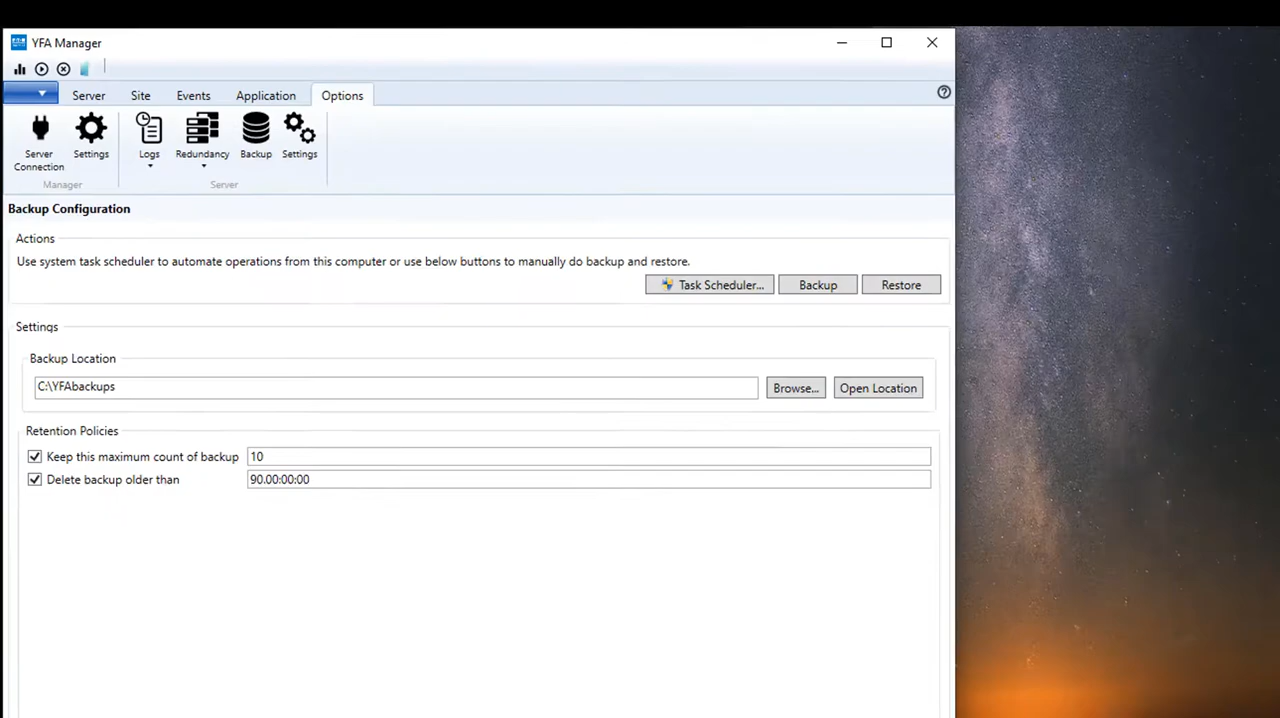 YFA Manager
Server Site Events Application Options
Server Connection Settings Logs Redundancy Backup Settings
Manager Server
Backup Configuration
Actions
Use system task scheduler to automate operations from this computer or use below buttons to manually do backup and restore.
Task Scheduler... Backup Restore
Settings
Backup Location
C:\YFAbackups Browse... Open Location
Retention Policies
Keep this maximum count of backup 10
Delete backup older than 90.00:00:00